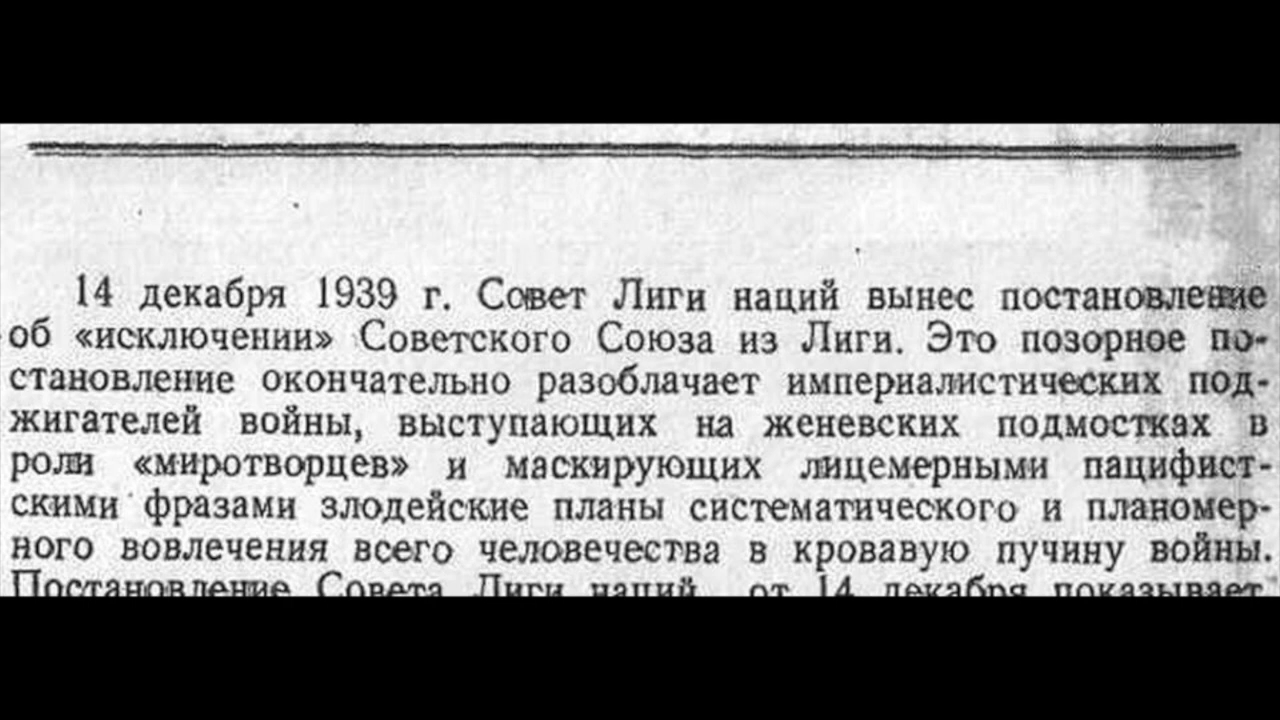 14 декабря 1939 г. Совет Лиги наций вынес постановление
об «исключении» Советского Союза из Лиги. Это позорное по-
становление окончательно разоблачает империалистических под-
жигателей войны, выступающих на женевских подмостках в
роли «миротворцев» и маскирующих лицемерными пацифист-
скими фразами злодейские планы систематического и планомер-
ного вовлечения всего человечества в кровавую пучину войны.
Постановление Совета Лиги наций от 14 декабря показывает,